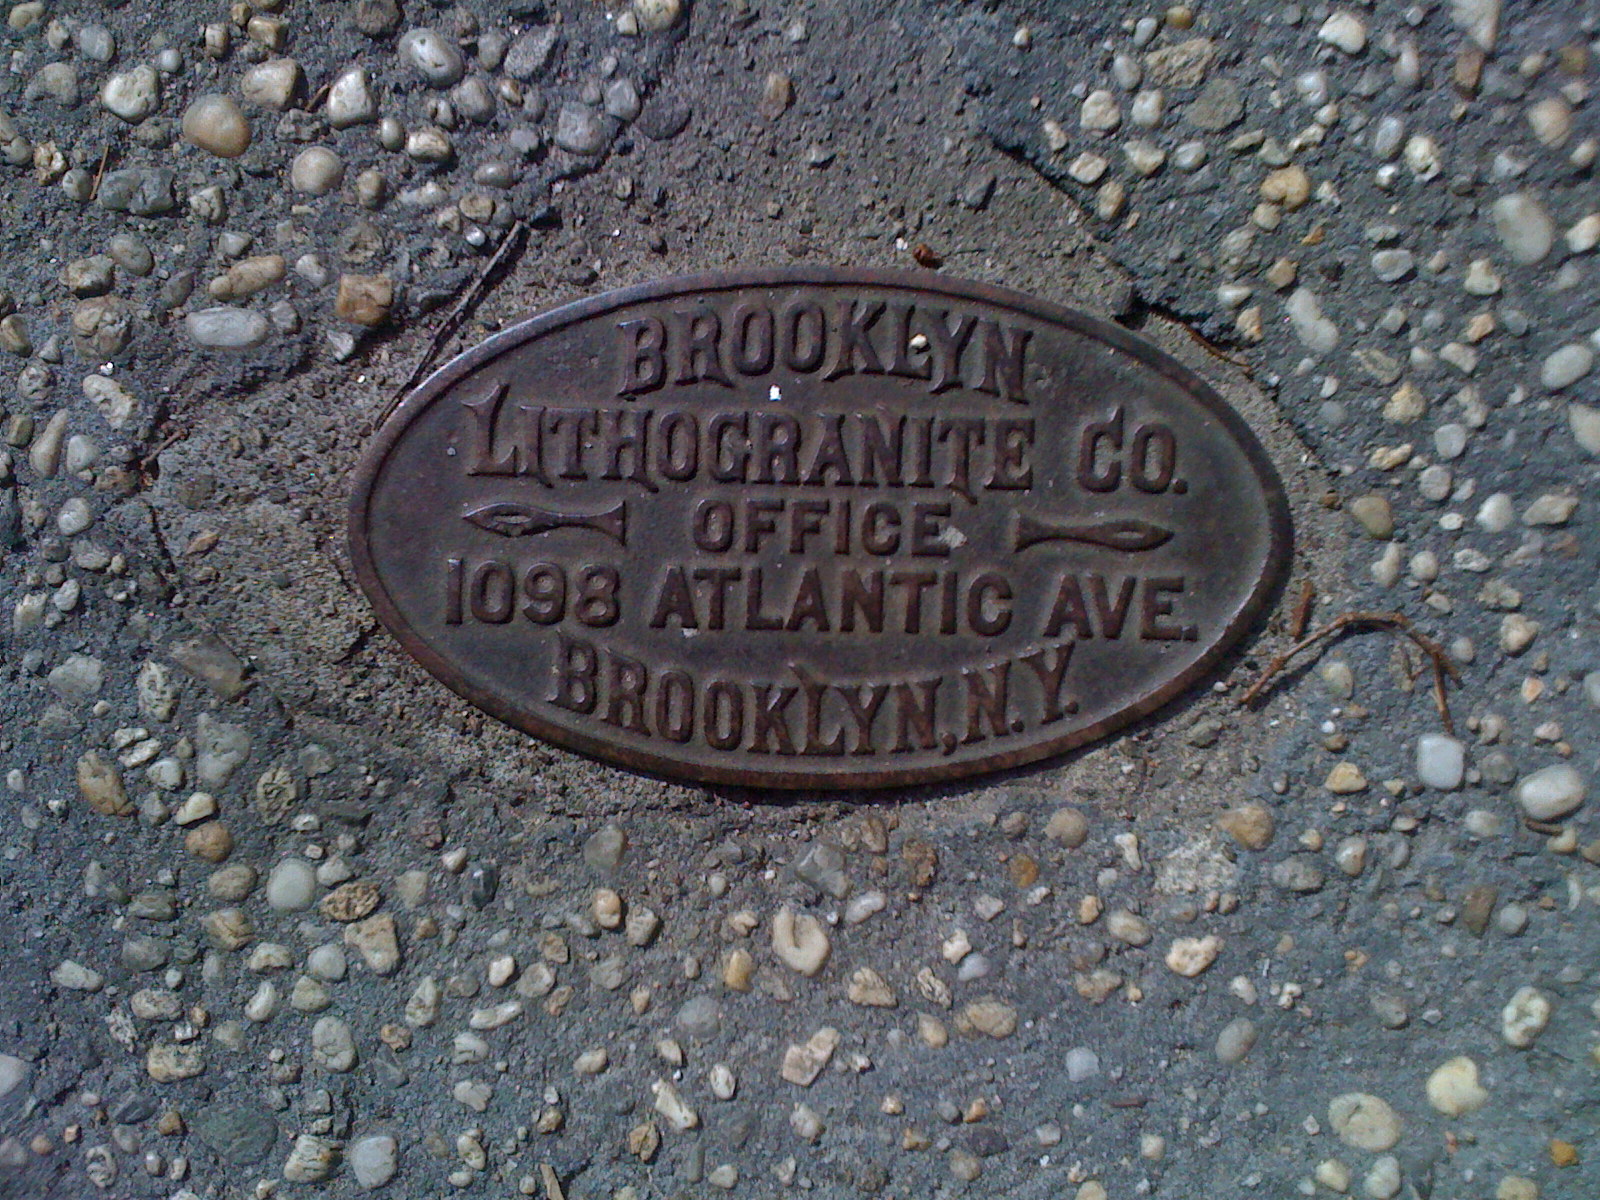 BROOKLYN
LITHOGRANITE CO.
OFFICE
1098 ATLANTIC AVE.
BROOKLYN, N.Y.